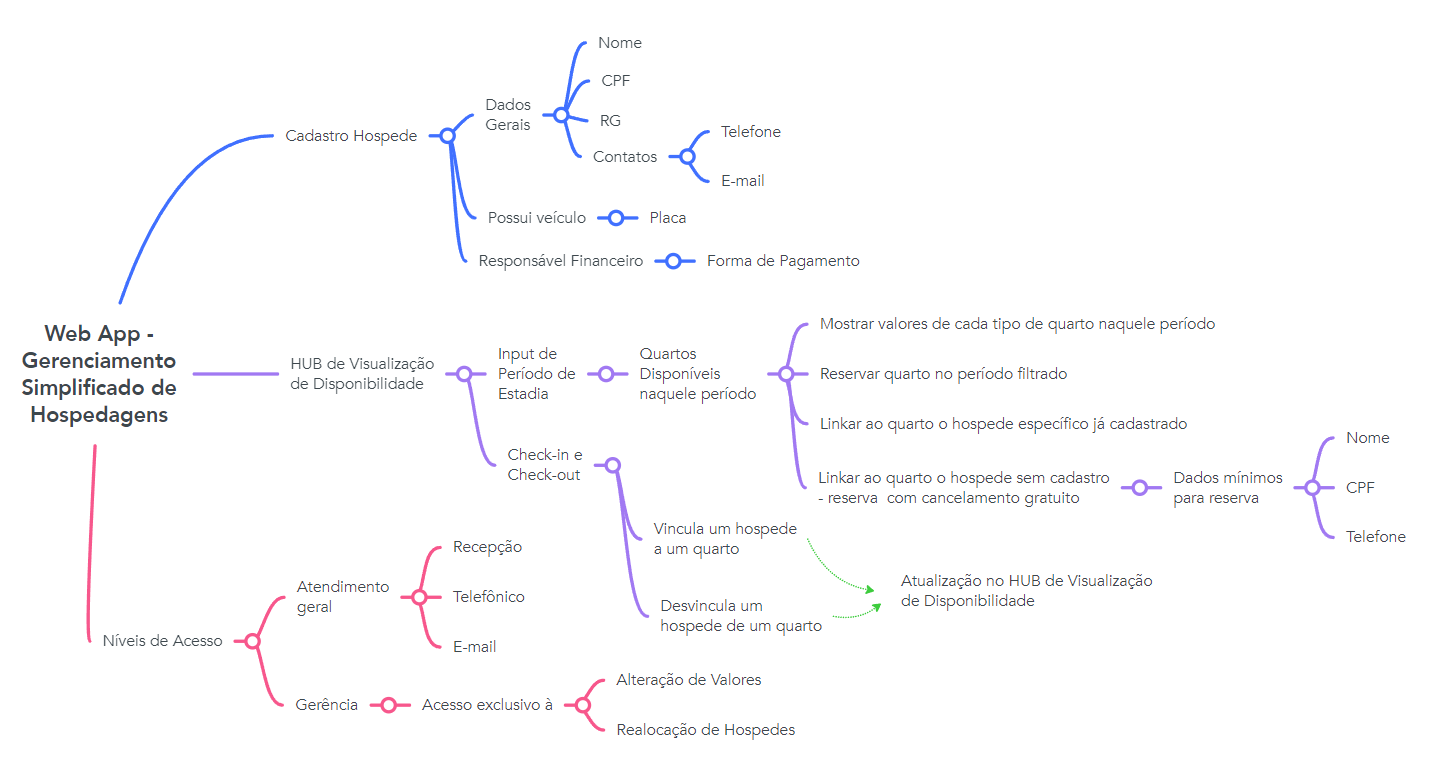 Web App -
Gerenciamento
Simplificado de
Hospedagens
Cadastro Hospede
Dados
Gerais
Nome
CPF
RG
Contatos
Telefone
E-mail
Possui veículo
Placa
Responsável Financeiro
Forma de Pagamento
HUB de Visualização
de Disponibilidade
Input de
Período de
Estadia
Quartos
Disponíveis
naquele período
Mostrar valores de cada tipo de quarto naquele período
Reservar quarto no período filtrado
Linkar ao quarto o hospede específico já cadastrado
Linkar ao quarto o hospede sem cadastro
- reserva  com cancelamento gratuito
Dados mínimos
para reserva
Nome
CPF
Telefone
Check-in e
Check-out
Vincula um hospede
a um quarto
Desvincula um
hospede de um quarto
Atualização no HUB de Visualização
de Disponibilidade
Níveis de Acesso
Atendimento
geral
Recepção
Telefônico
E-mail
Gerência
Acesso exclusivo à
Alteração de Valores
Realocação de Hospedes